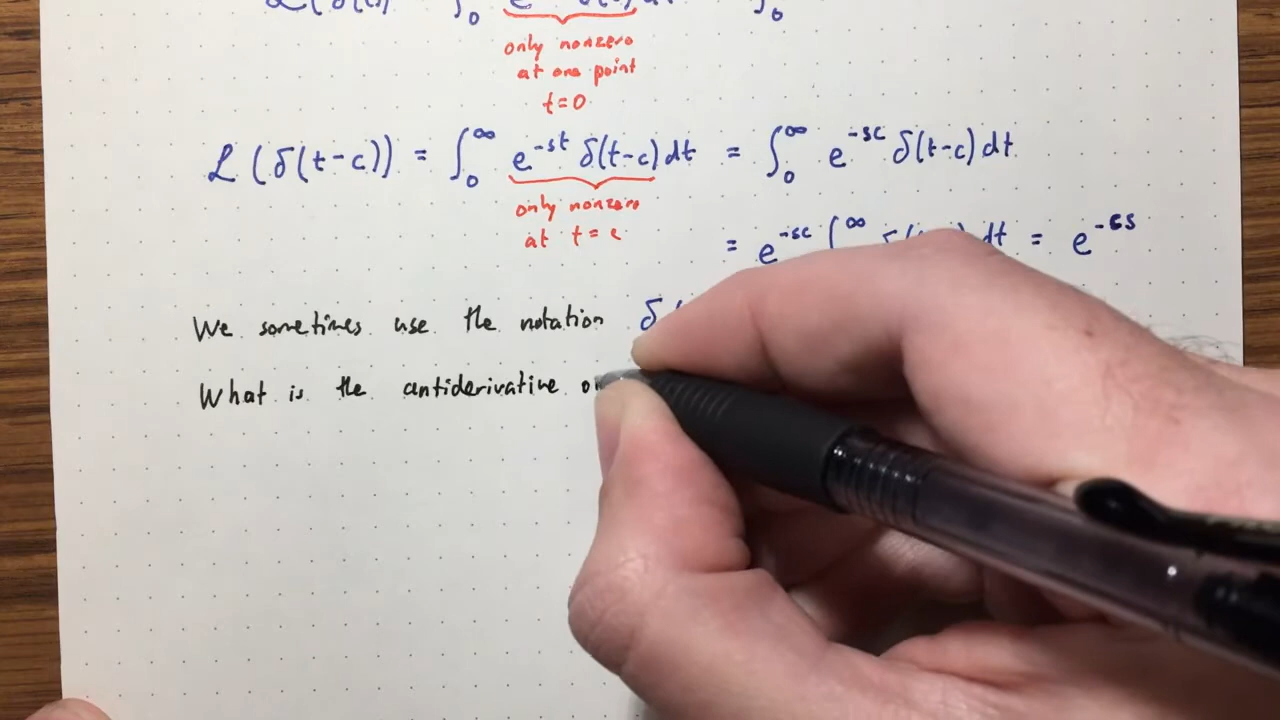 only nonzero
at one point
t=0
ℒ(δ(t-c)) = ∫₀^∞ e^{-st} δ(t-c) dt = ∫₀^∞ e^{-sc} δ(t-c) dt
only nonzero
at t = c
= e^{-sc} ∫^∞ dt = e^{-cs}
We sometimes use the notation δ
What is the antiderivative